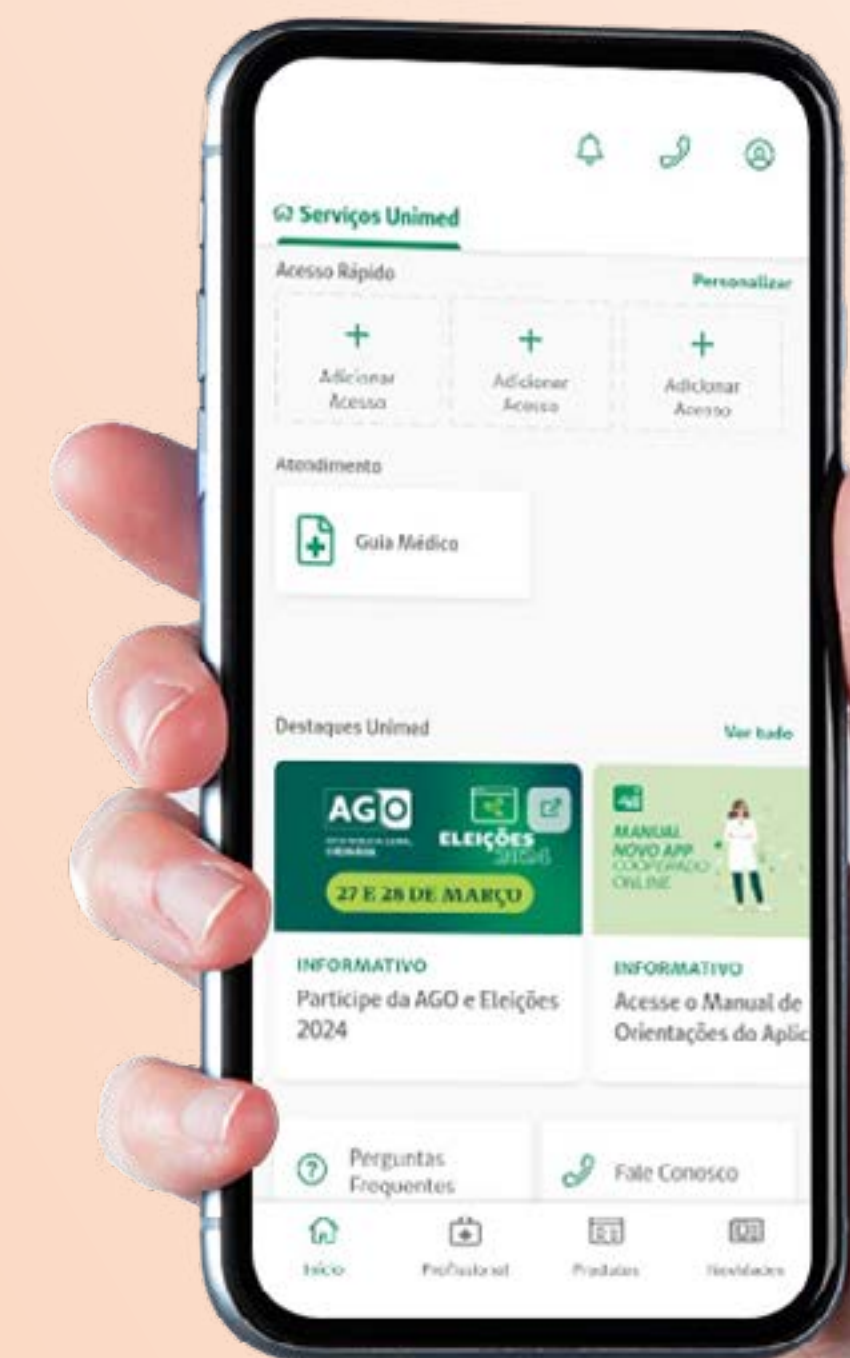 Serviços Unimed
Acesso Rápido
Personalizar
Adicionar
Acesso
Adicionar
Acesso
Adicionar
Acesso
Atendimento
Guia Médico
Destaques Unimed
Ver tudo
AGO
ELEIÇÕES
2024
27 E 28 DE MARÇO
MANUAL
NOVO APP
COOPERADO
ONLINE
INFORMATIVO
Participe da AGO e Eleições
2024
INFORMATIVO
Acesse o Manual de
Orientações do Aplic
Perguntas
Frequentes
Fale Conosco
Início
Profissional
Produtos
Novidades